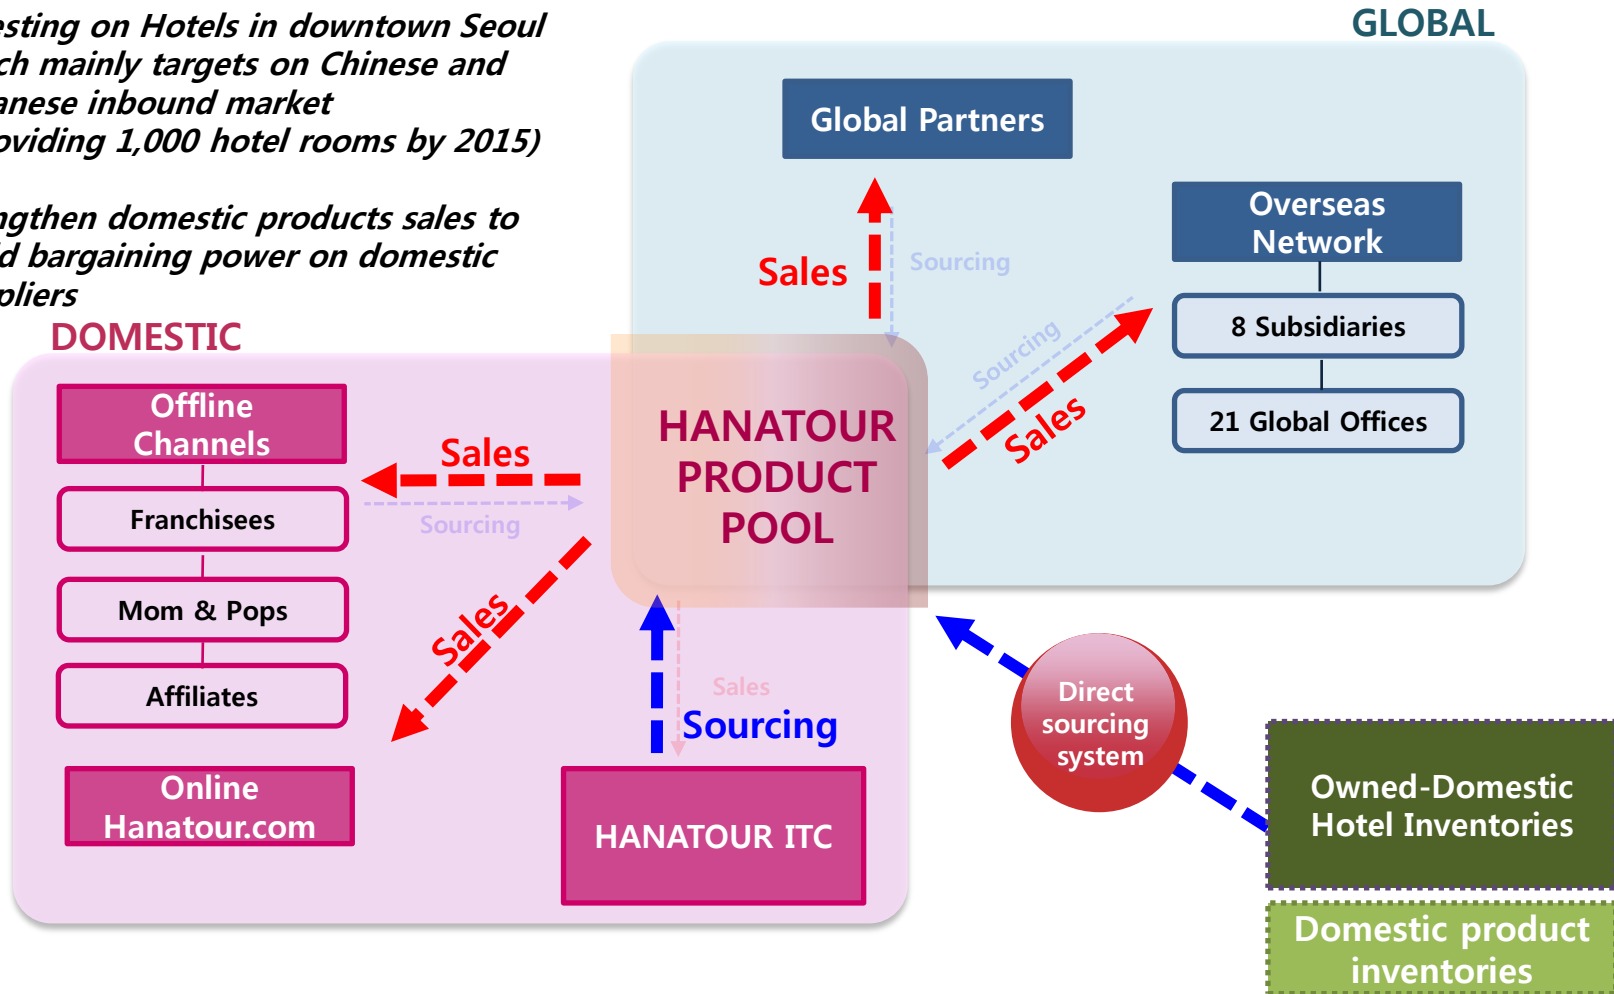 esting on Hotels in downtown Seoul
ch mainly targets on Chinese and
anese inbound market
oviding 1,000 hotel rooms by 2015)
ngthen domestic products sales to
d bargaining power on domestic
pliers
GLOBAL
Global Partners
Overseas
Network
8 Subsidiaries
21 Global Offices
Sales
Sourcing
Sourcing
Sales
DOMESTIC
Offline
Channels
Franchisees
Mom & Pops
Affiliates
Online
Hanatour.com
Sales
Sourcing
Sales
HANATOUR
PRODUCT
POOL
Sales
Sourcing
HANATOUR ITC
Direct
sourcing
system
Owned-Domestic
Hotel Inventories
Domestic product
inventories